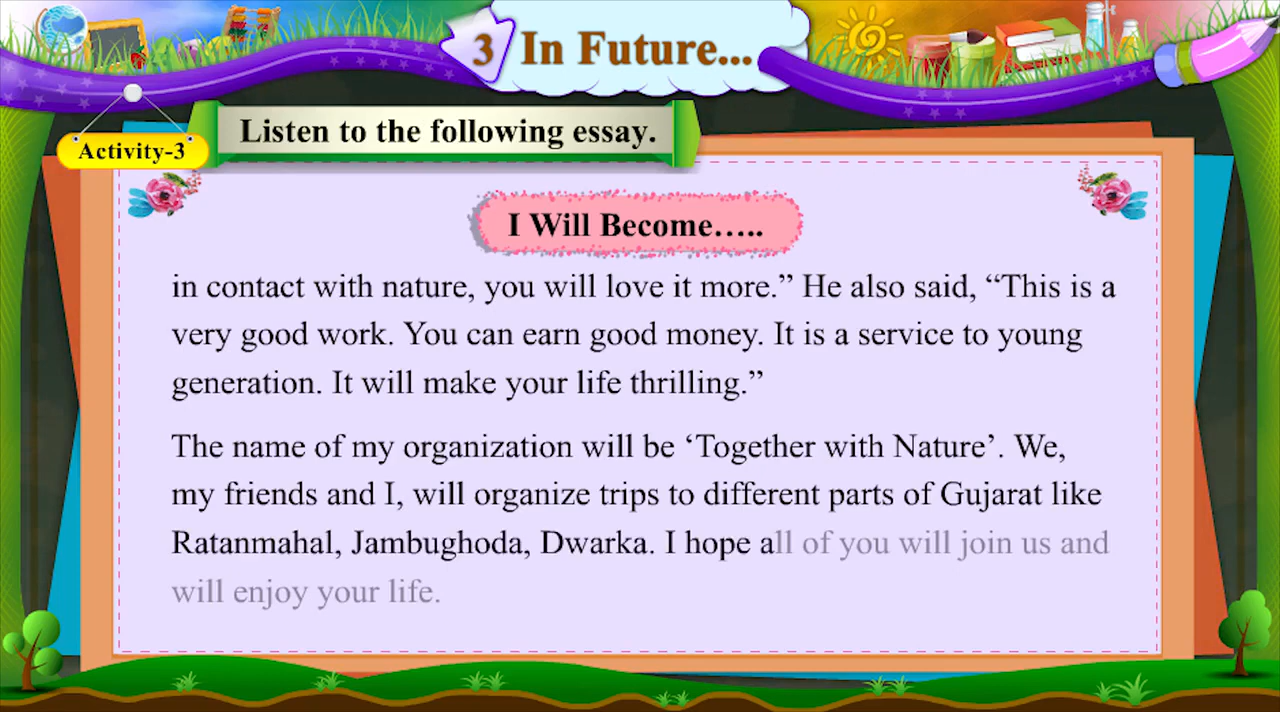 3 In Future...
Listen to the following essay.
Activity-3
I Will Become.....
in contact with nature, you will love it more.” He also said, “This is a
very good work. You can earn good money. It is a service to young
generation. It will make your life thrilling.”
The name of my organization will be ‘Together with Nature’. We,
my friends and I, will organize trips to different parts of Gujarat like
Ratanmahal, Jambughoda, Dwarka. I hope all of you will join us and
will enjoy your life.